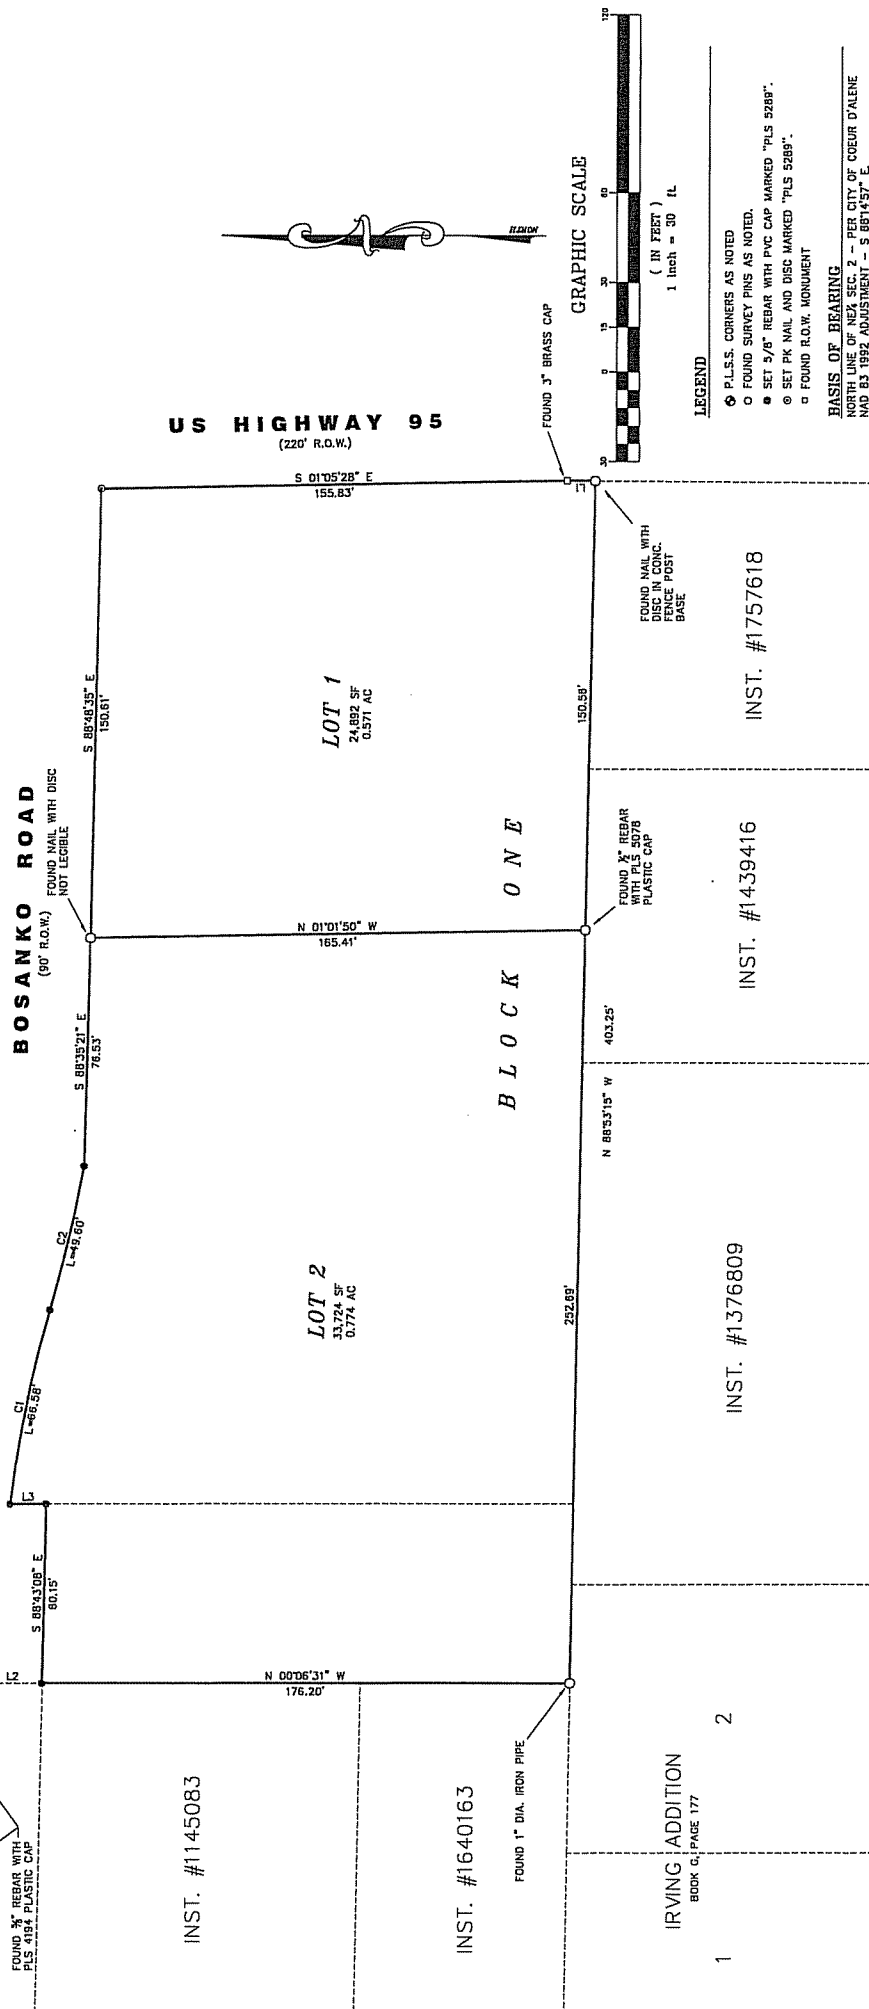 BOSANKO ROAD
(90' R.O.W.)
FOUND NAIL WITH DISC
NOT LEGIBLE
US HIGHWAY 95
(220' R.O.W.)
S 88°48'35" E
150.61'
S 88°35'21" E
76.53'
C2
L=49.60'
C1
L=66.58'
L3
S 88°43'08" E
60.15'
L2
FOUND ⅝" REBAR WITH
PLS 4194 PLASTIC CAP
S 01°05'28" E
155.83'
L1
FOUND 3" BRASS CAP
LOT 1
24,892 SF
0.571 AC
N 01°01'50" W
165.41'
LOT 2
33,724 SF
0.774 AC
BLOCK ONE
N 00°06'31" W
176.20'
INST. #1145083
INST. #1640163
FOUND 1" DIA. IRON PIPE
252.69'
150.58'
N 88°53'15" W
403.25'
FOUND ½" REBAR
WITH PLS 5078
PLASTIC CAP
FOUND NAIL WITH
DISC IN CONC.
FENCE POST
BASE
IRVING ADDITION
BOOK G, PAGE 177
1
2
INST. #1376809
INST. #1439416
INST. #1757618
NORTH
GRAPHIC SCALE
30 0 15 30 60 120
( IN FEET )
1 inch = 30 ft.
LEGEND
P.L.S.S. CORNERS AS NOTED
FOUND SURVEY PINS AS NOTED.
SET 5/8" REBAR WITH PVC CAP MARKED "PLS 5289".
SET PK NAIL AND DISC MARKED "PLS 5289".
FOUND R.O.W. MONUMENT
BASIS OF BEARING
NORTH LINE OF NE¼ SEC. 2 - PER CITY OF COEUR D'ALENE
NAD 83 1992 ADJUSTMENT - S 88°14'57" E.